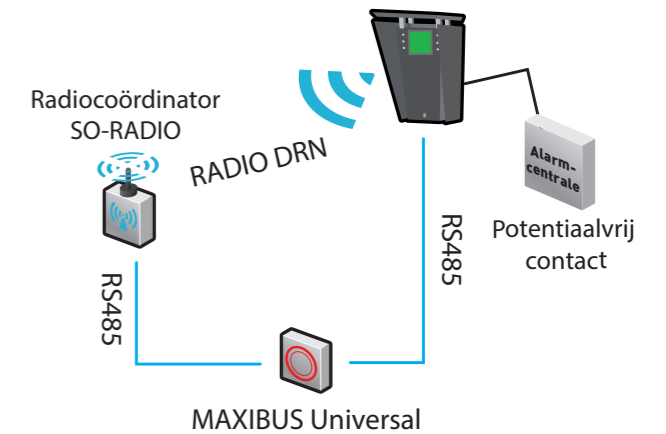 Radiocoördinator
SO-RADIO
RADIO DRN
Alarm-
centrale
Potentiaalvrij
contact
RS485
RS485
MAXIBUS Universal